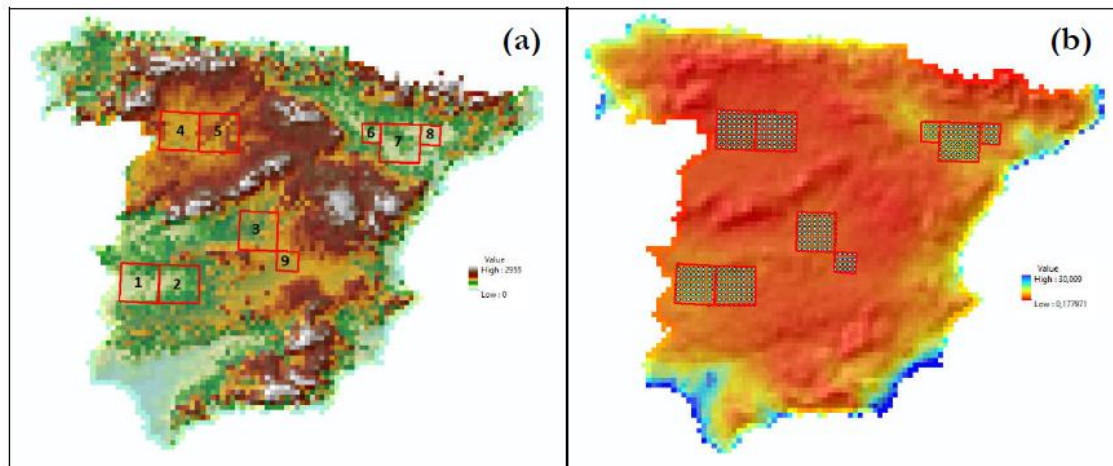 (a)
4
5
6
7
8
3
9
1
2
Value
High : 2955
Low : 0
(b)
Value
High : 30,009
Low : 0,177971